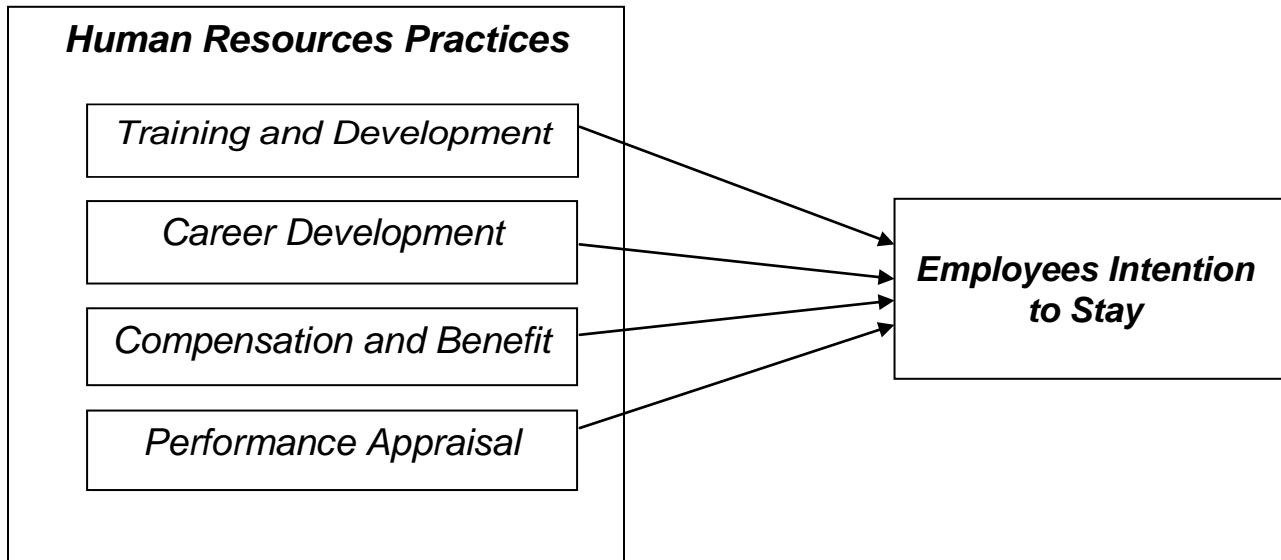 Human Resources Practices
Training and Development
Career Development
Compensation and Benefit
Performance Appraisal
Employees Intention
to Stay